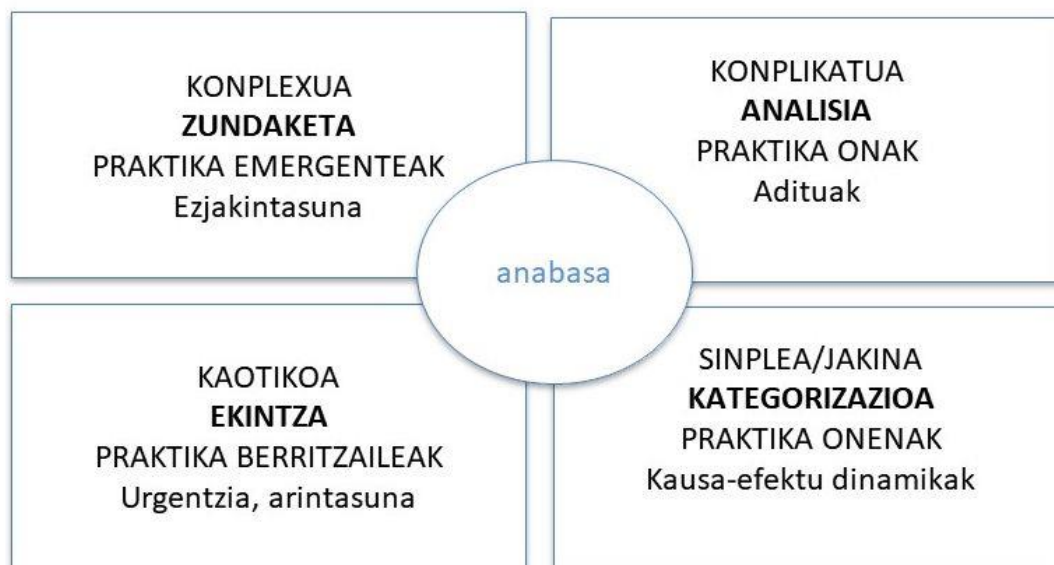 KONPLEXUA
ZUNDAKETA
PRAKTIKA EMERGENTEAK
Ezjakintasuna
KONPLIKATUA
ANALISIA
PRAKTIKA ONAK
Adituak
anabasa
KAOTIKOA
EKINTZA
PRAKTIKA BERRITZAILEAK
Urgentzia, arintasuna
SINPLEA/JAKINA
KATEGORIZAZIOA
PRAKTIKA ONENAK
Kausa-efektu dinamikak